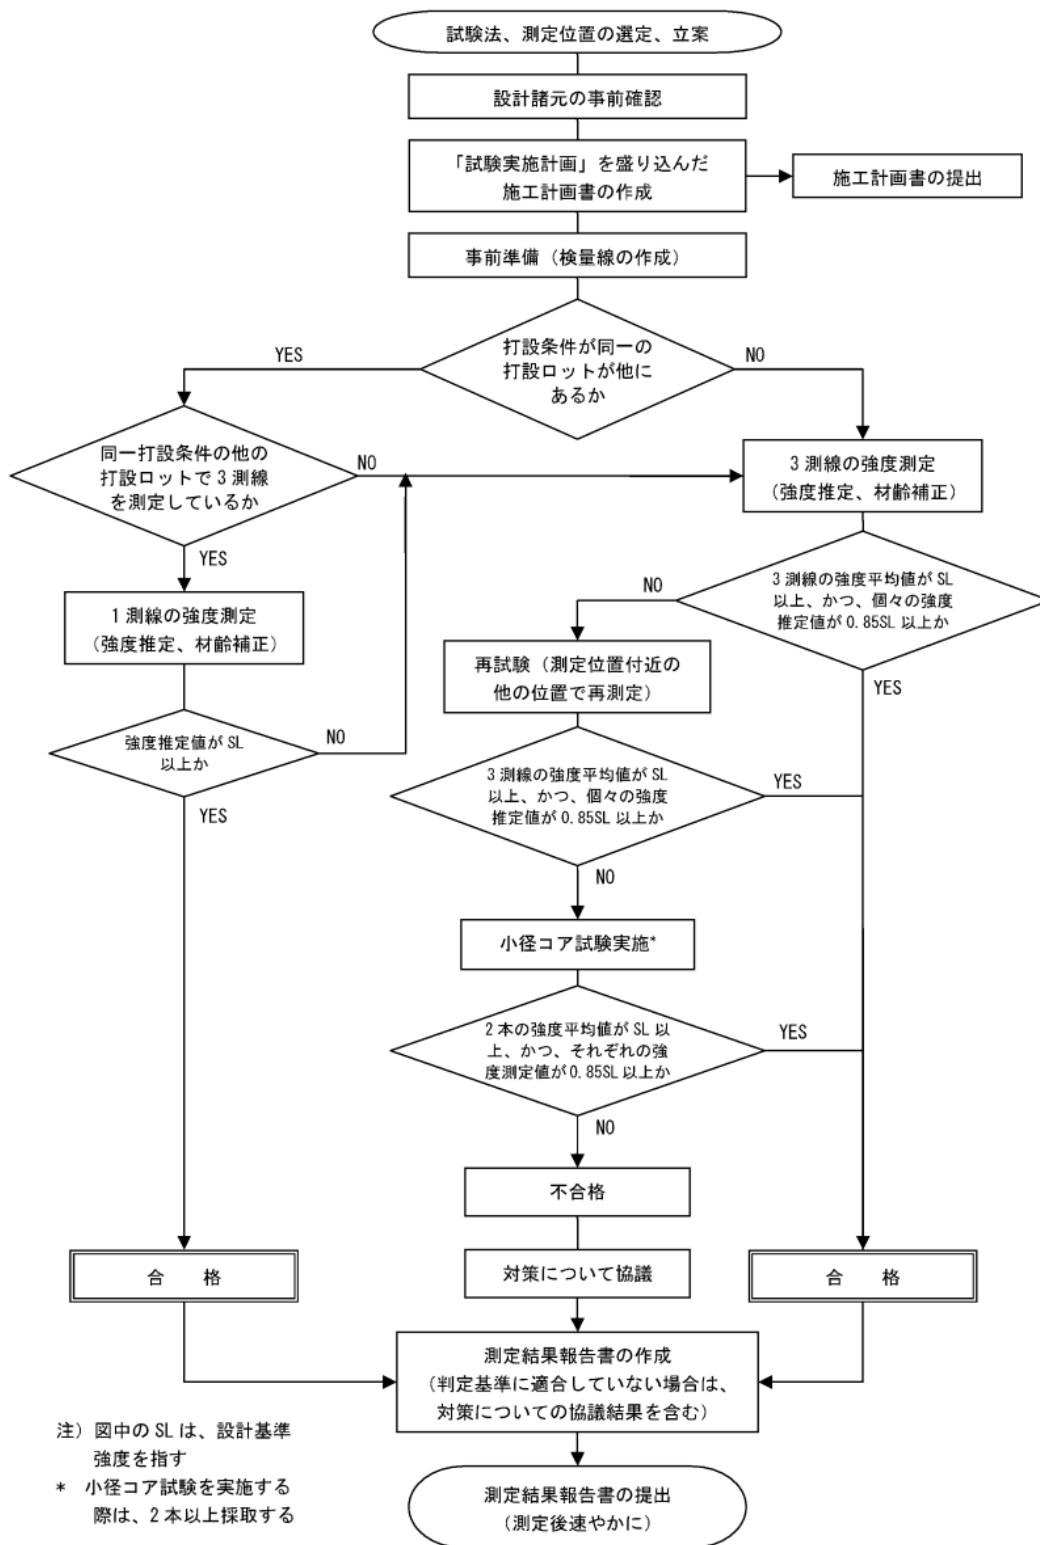 試験法、測定位置の選定、立案
設計諸元の事前確認
「試験実施計画」を盛り込んだ
施工計画書の作成
施工計画書の提出
事前準備（検量線の作成）
打設条件が同一の
打設ロットが他に
あるか
YES
NO
同一打設条件の他の
打設ロットで3測線
を測定しているか
NO
YES
3測線の強度測定
（強度推定、材齢補正）
1測線の強度測定
（強度推定、材齢補正）
3測線の強度平均値がSL
以上、かつ、個々の強度
推定値が0.85SL以上か
NO
YES
再試験（測定位置付近の
他の位置で再測定）
強度推定値がSL
以上か
NO
YES
3測線の強度平均値がSL
以上、かつ、個々の強度
推定値が0.85SL以上か
YES
NO
小径コア試験実施*
2本の強度平均値がSL以
上、かつ、それぞれの強
度測定値が0.85SL以上か
YES
NO
不合格
合　格
対策について協議
合　格
測定結果報告書の作成
（判定基準に適合していない場合は、
対策についての協議結果を含む）
測定結果報告書の提出
（測定後速やかに）
注）図中のSLは、設計基準
強度を指す
*　小径コア試験を実施する
際は、2本以上採取する